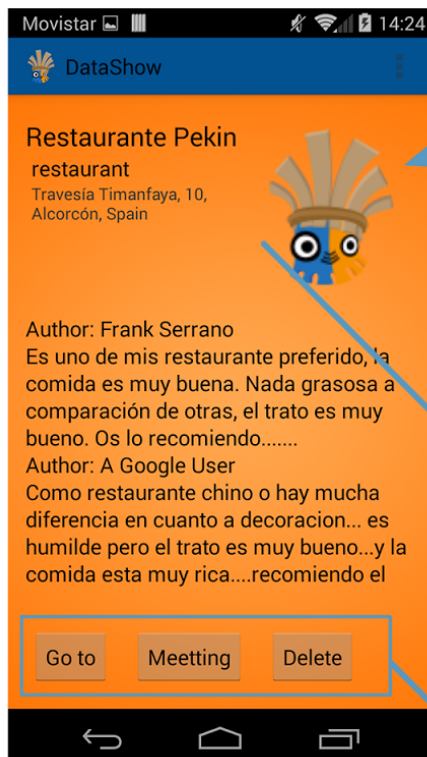 Movistar 14:24
DataShow
Restaurante Pekin
restaurant
Travesía Timanfaya, 10,
Alcorcón, Spain
Author: Frank Serrano
Es uno de mis restaurante preferido, la
comida es muy buena. Nada grasosa a
comparación de otras, el trato es muy
bueno. Os lo recomiendo.......
Author: A Google User
Como restaurante chino o hay mucha
diferencia en cuanto a decoracion... es
humilde pero el trato es muy bueno...y la
comida esta muy rica....recomiendo el
Go to Meetting Delete